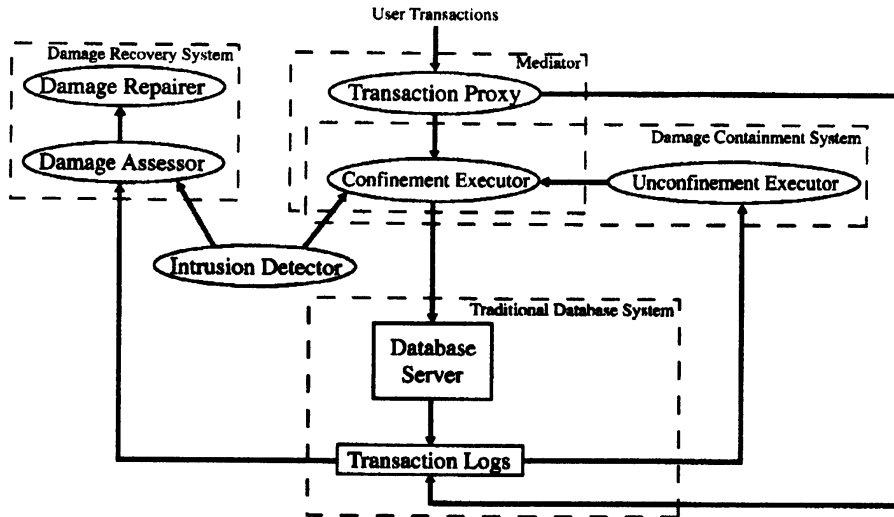 User Transactions
Damage Recovery System
Mediator
Damage Repairer
Transaction Proxy
Damage Containment System
Damage Assessor
Confinement Executor
Unconfinement Executor
Intrusion Detector
Traditional Database System
Database
Server
Transaction Logs